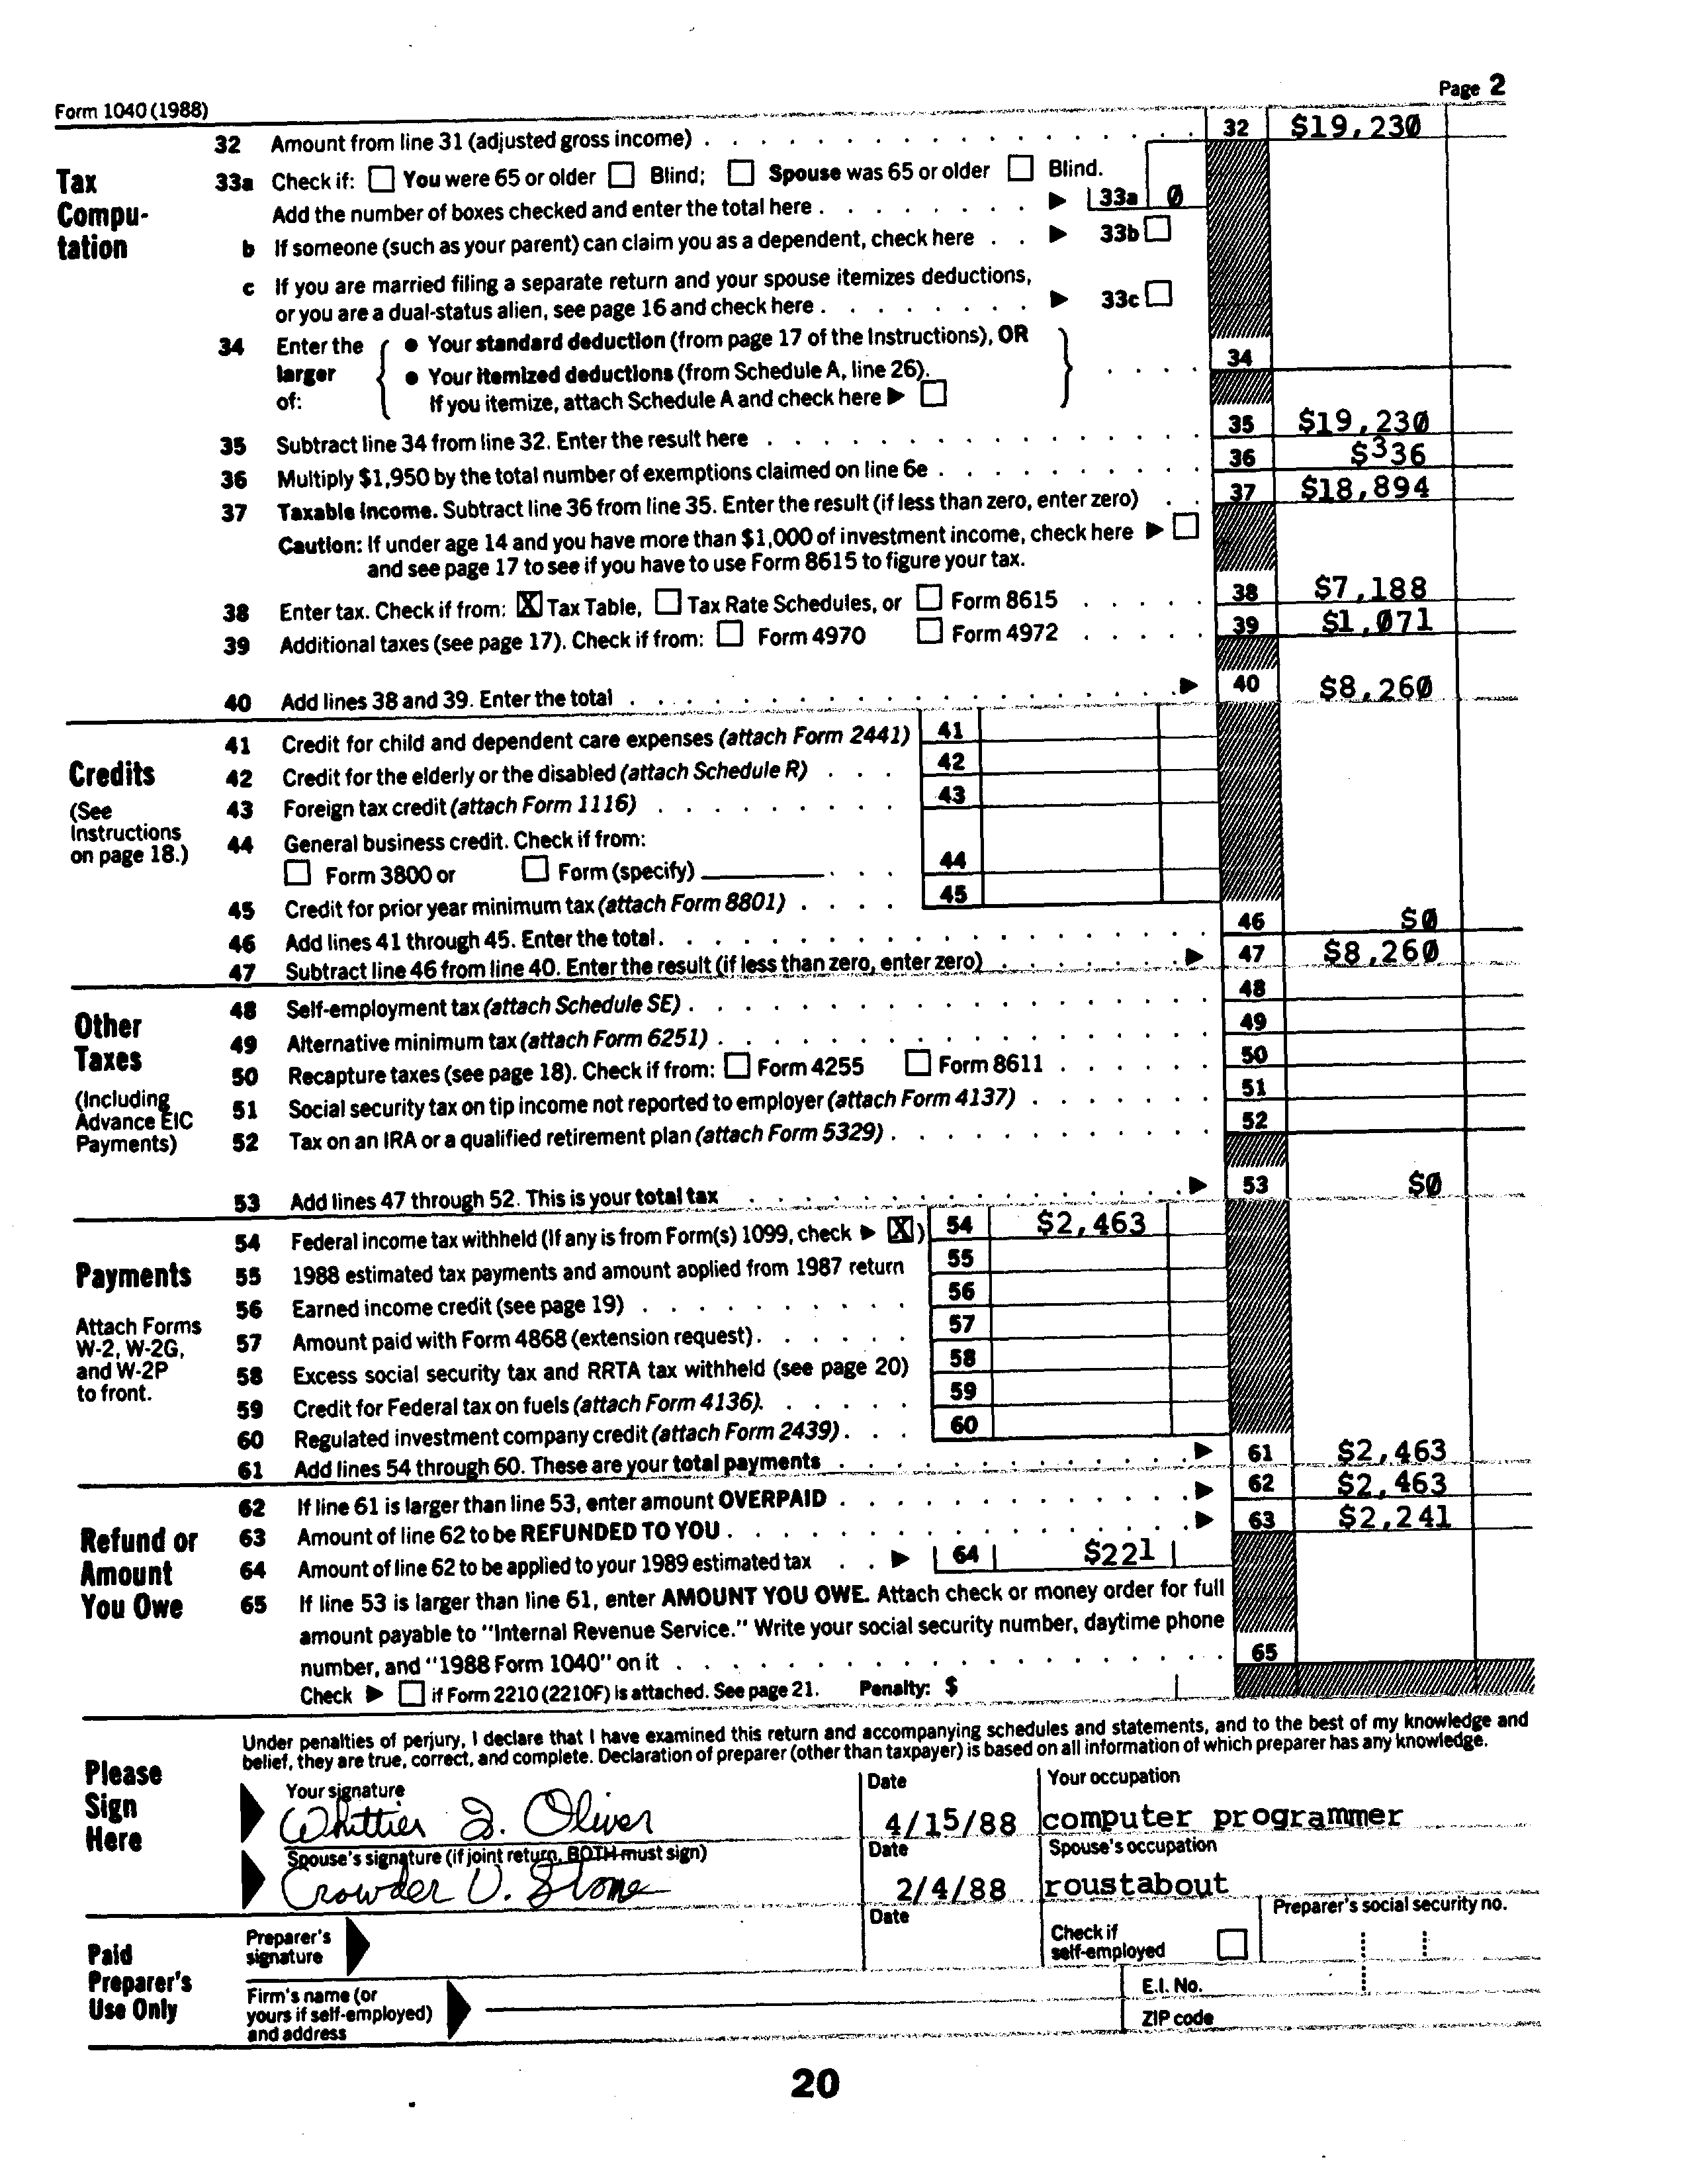 Form 1040 (1988)
Page 2
Tax Compu-tation
32 Amount from line 31 (adjusted gross income) 32 $19,230
33a Check if: ☐ You were 65 or older ☐ Blind; ☐ Spouse was 65 or older ☐ Blind.
Add the number of boxes checked and enter the total here ▶ 33a 0
b If someone (such as your parent) can claim you as a dependent, check here ▶ 33b ☐
c If you are married filing a separate return and your spouse itemizes deductions,
or you are a dual-status alien, see page 16 and check here ▶ 33c ☐
34 Enter the larger of:
● Your standard deduction (from page 17 of the Instructions), OR
● Your itemized deductions (from Schedule A, line 26).
If you itemize, attach Schedule A and check here ▶ ☐
34
35 Subtract line 34 from line 32. Enter the result here 35 $19,230
36 Multiply $1,950 by the total number of exemptions claimed on line 6e 36 $336
37 Taxable income. Subtract line 36 from line 35. Enter the result (if less than zero, enter zero) 37 $18,894
Caution: If under age 14 and you have more than $1,000 of investment income, check here ▶ ☐
and see page 17 to see if you have to use Form 8615 to figure your tax.
38 Enter tax. Check if from: ☒ Tax Table, ☐ Tax Rate Schedules, or ☐ Form 8615 38 $7,188
39 Additional taxes (see page 17). Check if from: ☐ Form 4970 ☐ Form 4972 39 $1,071
40 Add lines 38 and 39. Enter the total ▶ 40 $8,260
Credits
(See Instructions on page 18.)
41 Credit for child and dependent care expenses (attach Form 2441) 41
42 Credit for the elderly or the disabled (attach Schedule R) 42
43 Foreign tax credit (attach Form 1116) 43
44 General business credit. Check if from:
☐ Form 3800 or ☐ Form (specify) 44
45 Credit for prior year minimum tax (attach Form 8801) 45
46 Add lines 41 through 45. Enter the total. 46 $0
47 Subtract line 46 from line 40. Enter the result (if less than zero, enter zero) ▶ 47 $8,260
Other Taxes
(Including Advance EIC Payments)
48 Self-employment tax (attach Schedule SE) 48
49 Alternative minimum tax (attach Form 6251) 49
50 Recapture taxes (see page 18). Check if from: ☐ Form 4255 ☐ Form 8611 50
51 Social security tax on tip income not reported to employer (attach Form 4137) 51
52 Tax on an IRA or a qualified retirement plan (attach Form 5329) 52
53 Add lines 47 through 52. This is your total tax ▶ 53 $0
Payments
Attach Forms W-2, W-2G, and W-2P to front.
54 Federal income tax withheld (If any is from Form(s) 1099, check ▶ ☒) 54 $2,463
55 1988 estimated tax payments and amount applied from 1987 return 55
56 Earned income credit (see page 19) 56
57 Amount paid with Form 4868 (extension request) 57
58 Excess social security tax and RRTA tax withheld (see page 20) 58
59 Credit for Federal tax on fuels (attach Form 4136). 59
60 Regulated investment company credit (attach Form 2439) 60
61 Add lines 54 through 60. These are your total payments ▶ 61 $2,463
Refund or Amount You Owe
62 If line 61 is larger than line 53, enter amount OVERPAID ▶ 62 $2,463
63 Amount of line 62 to be REFUNDED TO YOU ▶ 63 $2,241
64 Amount of line 62 to be applied to your 1989 estimated tax ▶ 64 $221
65 If line 53 is larger than line 61, enter AMOUNT YOU OWE. Attach check or money order for full
amount payable to "Internal Revenue Service." Write your social security number, daytime phone
number, and "1988 Form 1040" on it 65
Check ▶ ☐ if Form 2210 (2210F) is attached. See page 21. Penalty: $
Please Sign Here
Under penalties of perjury, I declare that I have examined this return and accompanying schedules and statements, and to the best of my knowledge and
belief, they are true, correct, and complete. Declaration of preparer (other than taxpayer) is based on all information of which preparer has any knowledge.
Your signature Date Your occupation
Whittier J. Oliver 4/15/88 computer programmer
Spouse's signature (if joint return, BOTH must sign) Date Spouse's occupation
Crowder V. Stone 2/4/88 roustabout
Paid Preparer's Use Only
Preparer's signature Date Check if self-employed ☐ Preparer's social security no.
Firm's name (or yours if self-employed) and address
E.I. No.
ZIP code
20